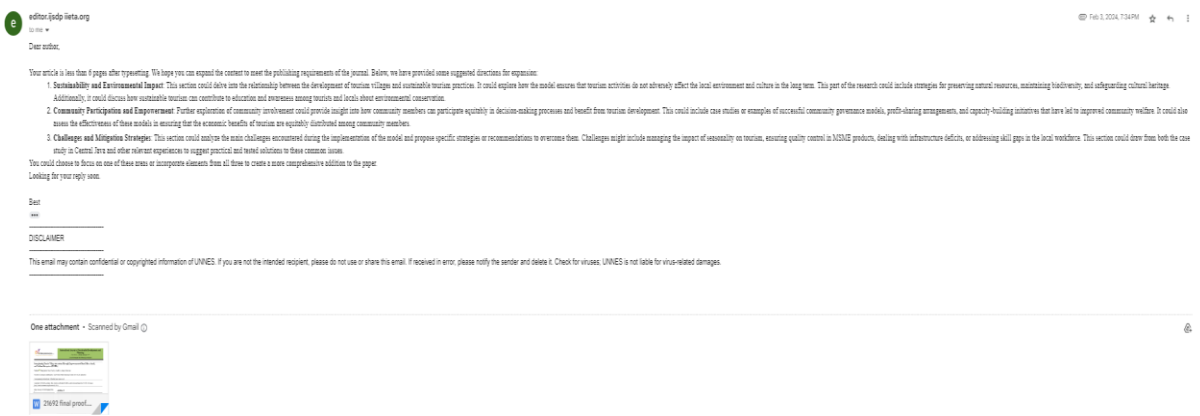 e
editor.ijsdp iieta.org
Feb 3, 2024, 7:34 PM
to me
Dear author,
Your article is less than 6 pages after typesetting. We hope you can expand the content to meet the publishing requirements of the journal. Below, we have provided some suggested directions for expansion:
1. Sustainability and Environmental Impact: This section could delve into the relationship between the development of tourism villages and sustainable tourism practices. It could explore how the model ensures that tourism activities do not adversely affect the local environment and culture in the long term. This part of the research could include strategies for preserving natural resources, maintaining biodiversity, and safeguarding cultural heritage.
Additionally, it could discuss how sustainable tourism can contribute to education and awareness among tourists and locals about environmental conservation.
2. Community Participation and Empowerment: Further exploration of community involvement could provide insight into how community members can participate equitably in decision-making processes and benefit from tourism development. This could include case studies or examples of successful community governance models, profit-sharing arrangements, and capacity-building initiatives that have led to improved community welfare. It could also
assess the effectiveness of these models in ensuring that the economic benefits of tourism are equitably distributed among community members.
3. Challenges and Mitigation Strategies: This section could analyze the main challenges encountered during the implementation of the model and propose specific strategies or recommendations to overcome them. Challenges might include managing the impact of seasonality on tourism, ensuring quality control in MSME products, dealing with infrastructure deficits, or addressing skill gaps in the local workforce. This section could draw from both the case
study in Central Java and other relevant experiences to suggest practical and tested solutions to these common issues.
You could choose to focus on one of these areas or incorporate elements from all three to create a more comprehensive addition to the paper.
Looking for your reply soon.
Best
DISCLAIMER
This email may contain confidential or copyrighted information of UNNES. If you are not the intended recipient, please do not use or share this email. If received in error, please notify the sender and delete it. Check for viruses; UNNES is not liable for virus-related damages.
One attachment • Scanned by Gmail
W 21692 final proof....